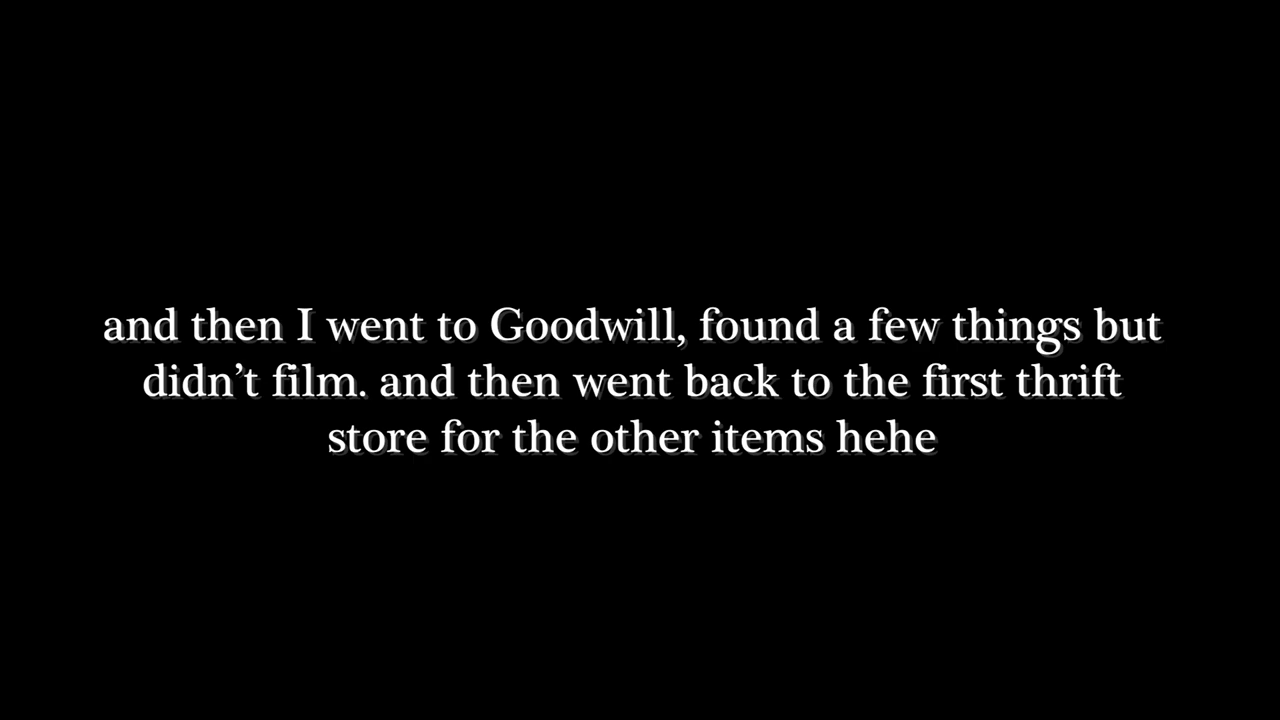 and then I went to Goodwill, found a few things but
didn’t film. and then went back to the first thrift
store for the other items hehe